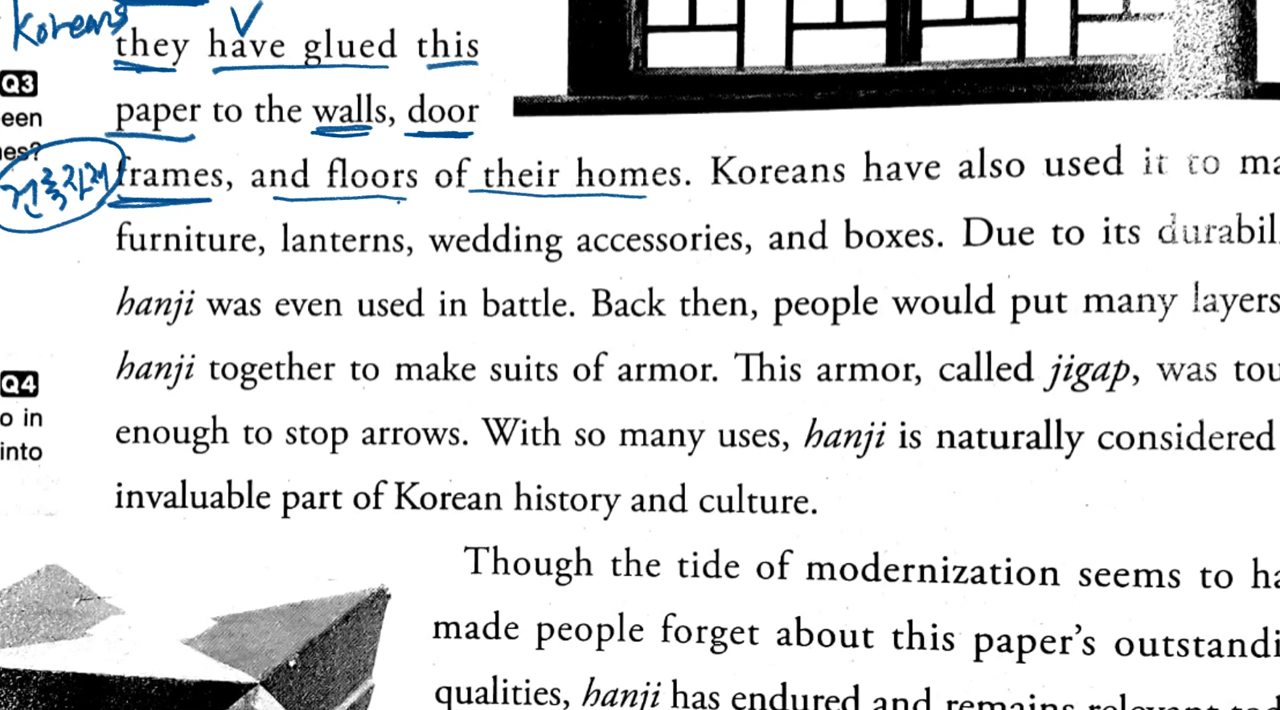 Koreans
they have glued this
Q3
paper to the walls, door
een
es?
건축자재
frames, and floors of their homes. Koreans have also used it to ma
furniture, lanterns, wedding accessories, and boxes. Due to its durabil
hanji was even used in battle. Back then, people would put many layers
hanji together to make suits of armor. This armor, called jigap, was tou
Q4
o in
enough to stop arrows. With so many uses, hanji is naturally considered
into
invaluable part of Korean history and culture.
Though the tide of modernization seems to ha
made people forget about this paper's outstandi
qualities, hanji has endured and remains relevant tod